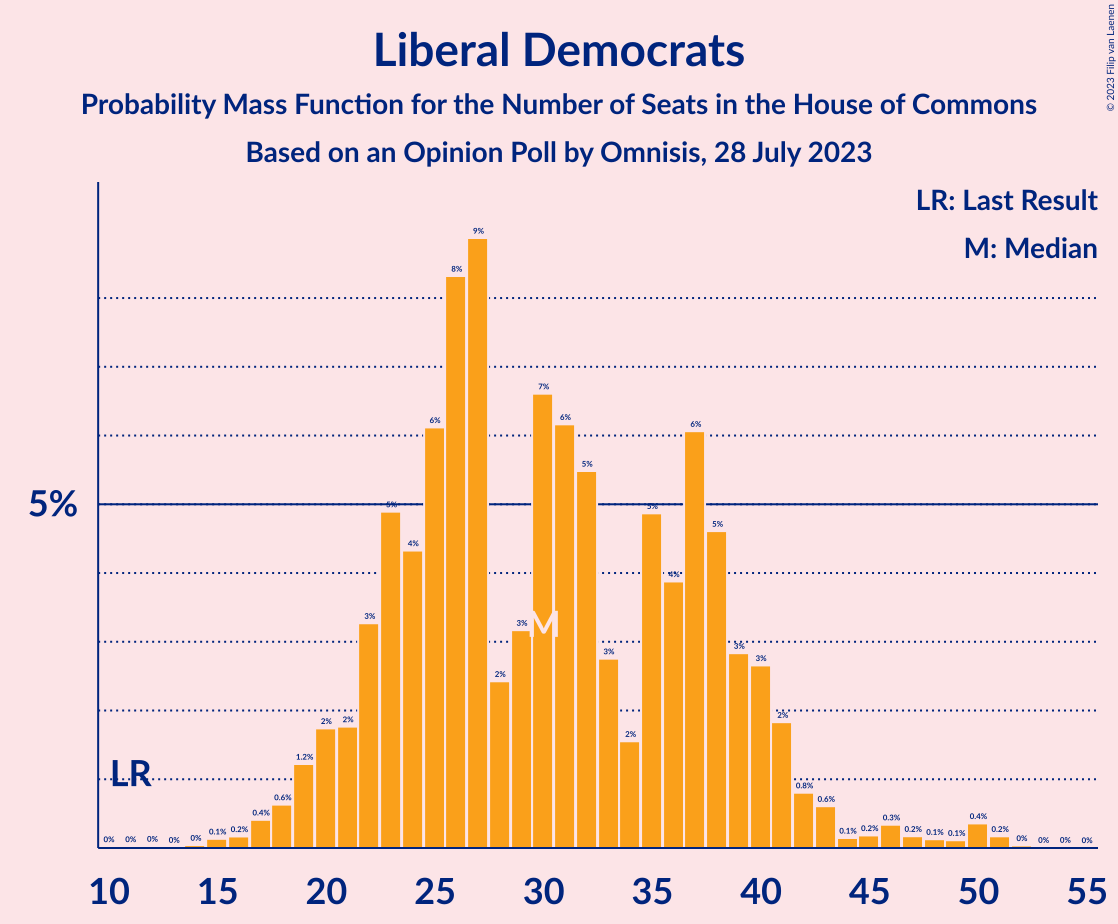 Liberal Democrats
Probability Mass Function for the Number of Seats in the House of Commons
Based on an Opinion Poll by Omnisis, 28 July 2023
© 2023 Filip van Laenen
LR: Last Result
M: Median
5%
0% 0% 0% 0% 0% 0.1% 0.2% 0.4% 0.6% 1.2% 2% 2% 3% 5% 4% 6% 8% 9% 2% 3% 7% 6% 5% 3% 2% 5% 4% 6% 5% 3% 3% 2% 0.8% 0.6% 0.1% 0.2% 0.3% 0.2% 0.1% 0.1% 0.4% 0.2% 0% 0% 0% 0%
M
LR
10 15 20 25 30 35 40 45 50 55